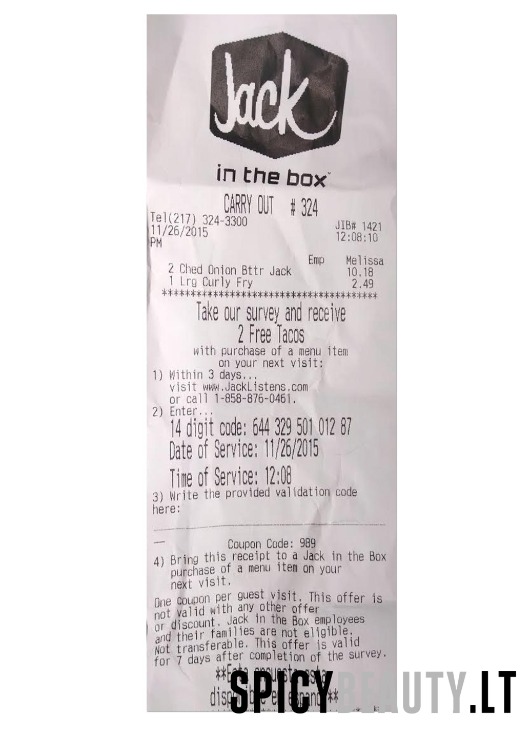 Jack
in the box™
CARRY OUT # 324
Tel(217) 324-3300 JIB# 1421
11/26/2015 12:08:10
PM
Emp Melissa
2 Ched Onion Bttr Jack 10.18
1 Lrg Curly Fry 2.49
****************************************
Take our survey and receive
2 Free Tacos
with purchase of a menu item
on your next visit:
1) Within 3 days...
visit www.JackListens.com
or call 1-858-876-0461.
2) Enter...
14 digit code: 644 329 501 012 87
Date of Service: 11/26/2015
Time of Service: 12:08
3) Write the provided validation code
here:
Coupon Code: 989
4) Bring this receipt to a Jack in the Box
purchase of a menu item on your
next visit.
One coupon per guest visit. This offer is
not valid with any other offer
or discount. Jack in the Box employees
and their families are not eligible.
Not transferable. This offer is valid
for 7 days after completion of the survey.
**Esta encuesta esta
en
SPICYBEAUTY.LT